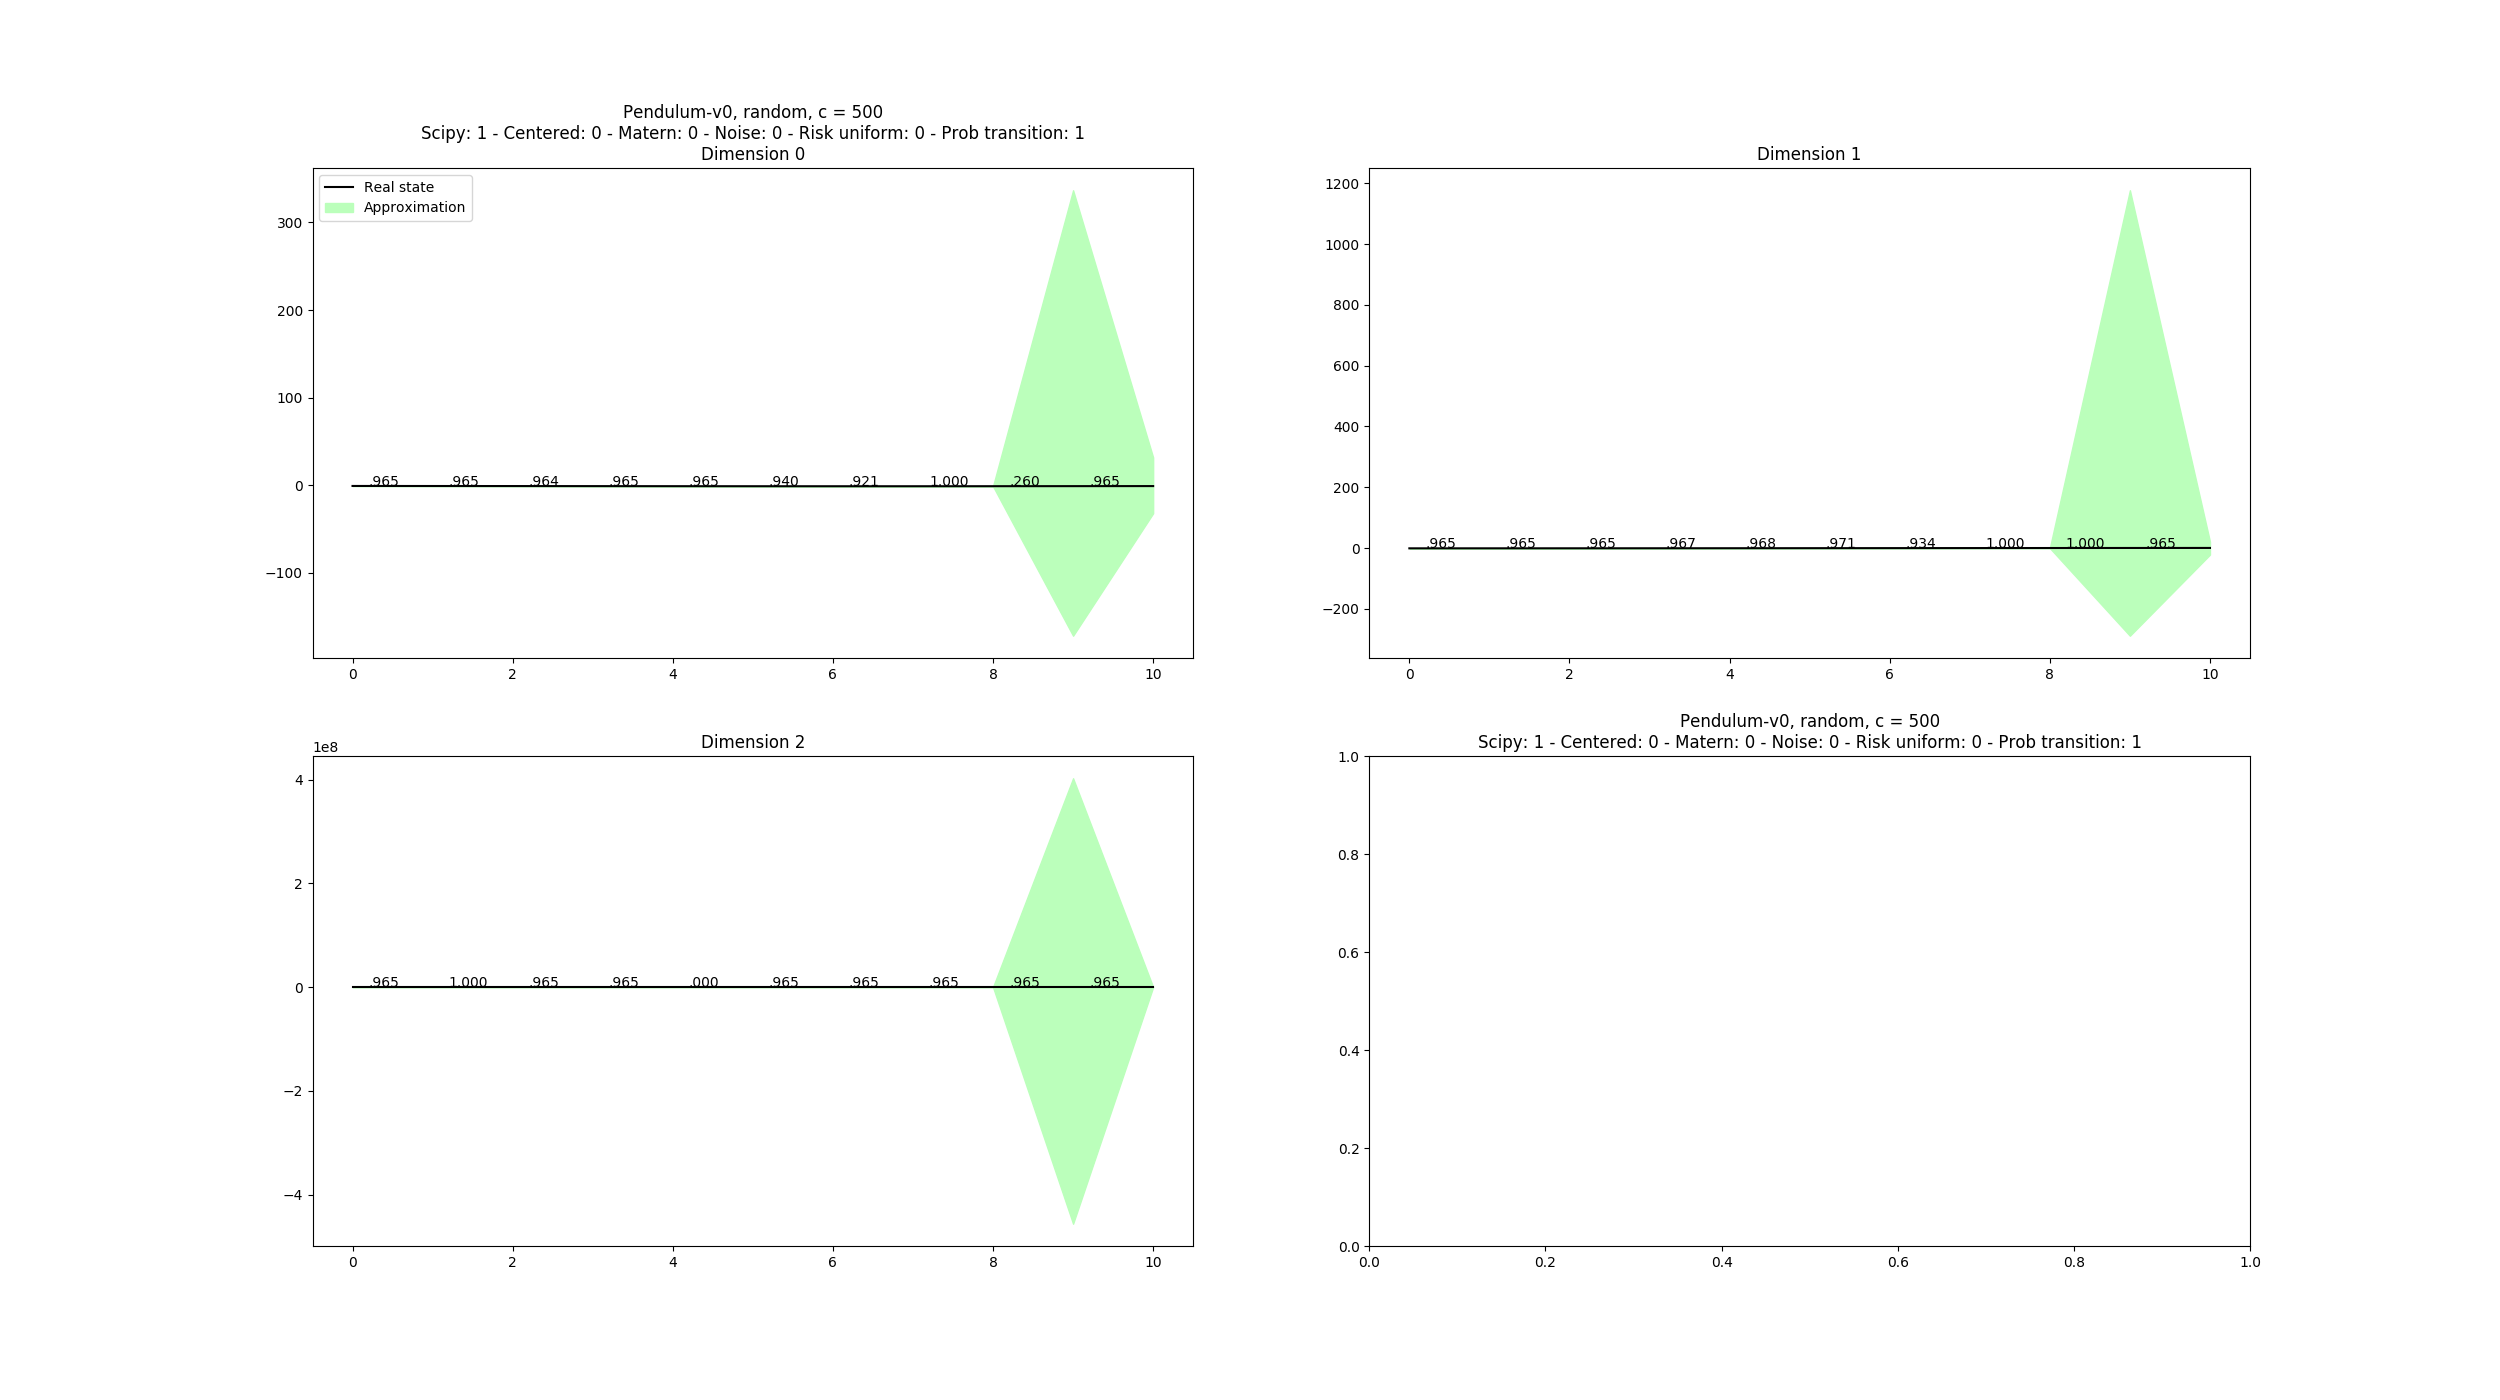 Pendulum-v0, random, c = 500
Scipy: 1 - Centered: 0 - Matern: 0 - Noise: 0 - Risk uniform: 0 - Prob transition: 1
Dimension 0
Real state
Approximation
300
200
100
0
−100
.965 .965 .964 .965 .965 .940 .921 1.000 .260 .965
0 2 4 6 8 10
Dimension 1
1200
1000
800
600
400
200
0
−200
.965 .965 .965 .967 .968 .971 .934 1.000 1.000 .965
0 2 4 6 8 10
Dimension 2
1e8
4
2
0
−2
−4
.965 1.000 .965 .965 .000 .965 .965 .965 .965 .965
0 2 4 6 8 10
Pendulum-v0, random, c = 500
Scipy: 1 - Centered: 0 - Matern: 0 - Noise: 0 - Risk uniform: 0 - Prob transition: 1
1.0
0.8
0.6
0.4
0.2
0.0
0.0 0.2 0.4 0.6 0.8 1.0